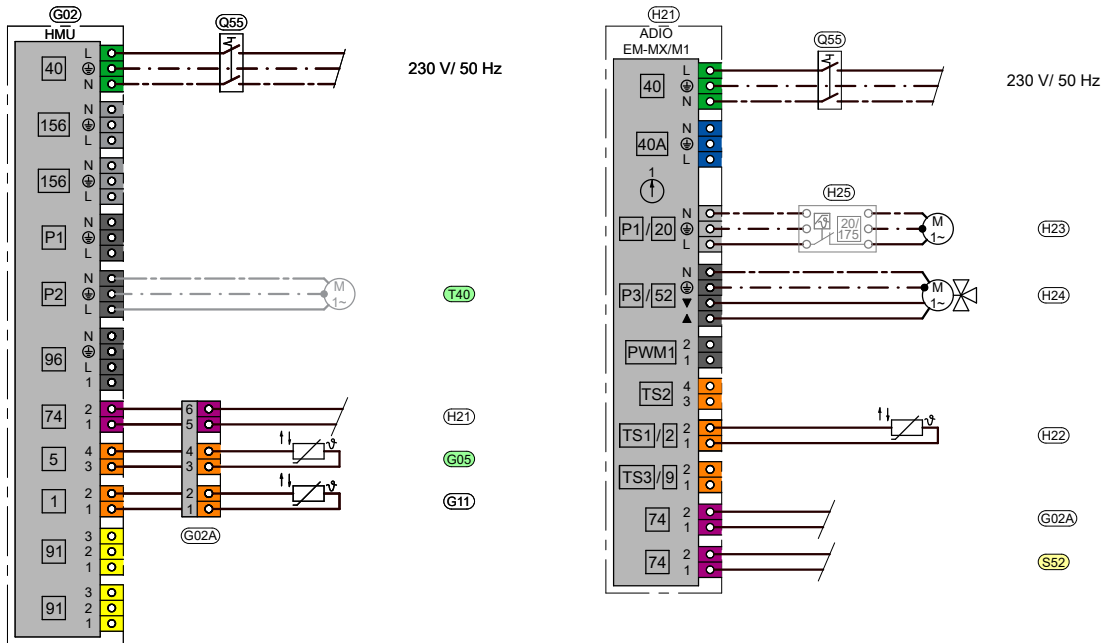 G02
HMU
Q55
40
L
N
230 V/ 50 Hz
156
N
L
156
N
L
P1
N
L
P2
N
L
M
1~
T40
96
N
L
1
74
2
1
6
5
H21
5
4
3
4
3
ϑ
G05
1
2
1
2
1
ϑ
G11
G02A
91
3
2
1
91
3
2
1
H21
ADIO
EM-MX/M1
Q55
40
L
N
230 V/ 50 Hz
40A
N
L
1
H25
P1/20
N
L
ϑ
20/
175
M
1~
H23
P3/52
N
M
1~
H24
PWM1
2
1
TS2
4
3
TS1/2
2
1
ϑ
H22
TS3/9
2
1
74
2
1
G02A
74
2
1
S52